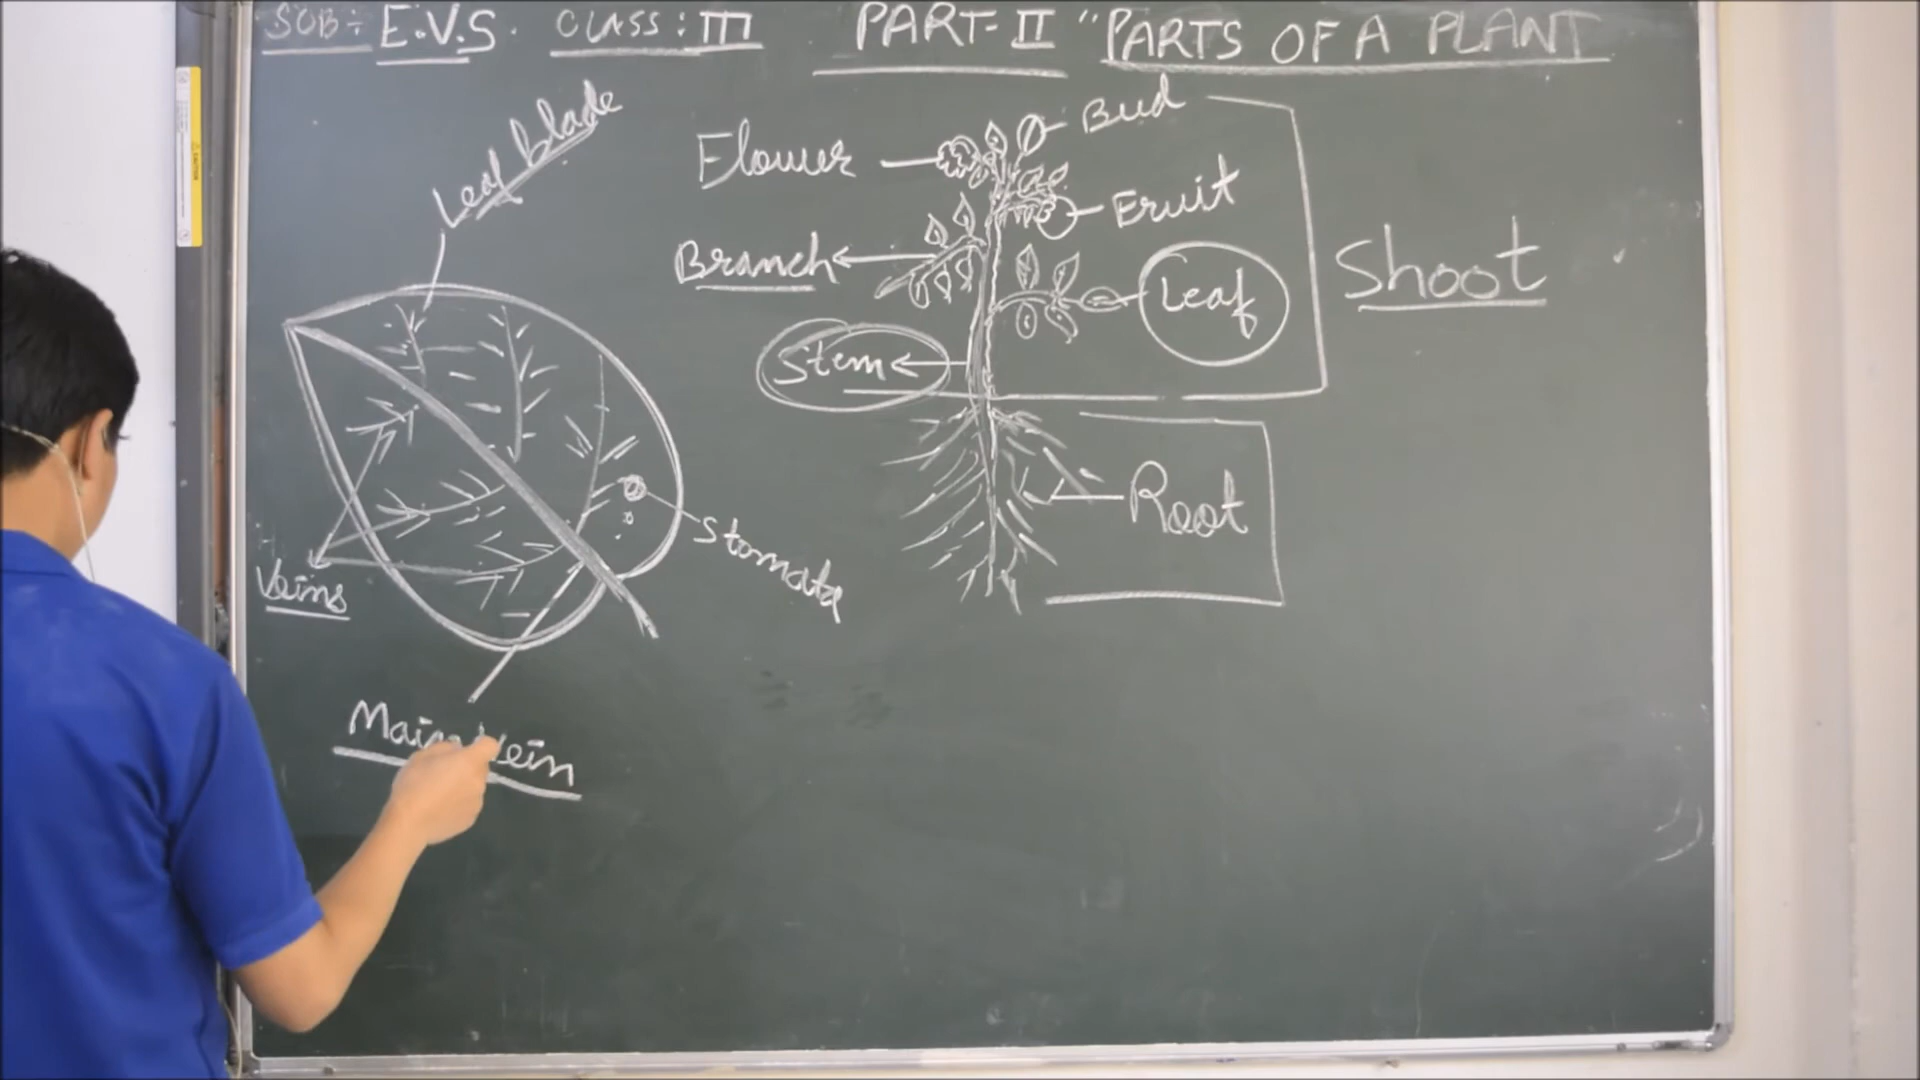 SUB:- E.V.S. CLASS: III PART-II "PARTS OF A PLANT
Leaf blade
Veins
Stomata
Main Vein
Flower
Bud
Fruit
Branch
Leaf
Stem
Shoot
Root